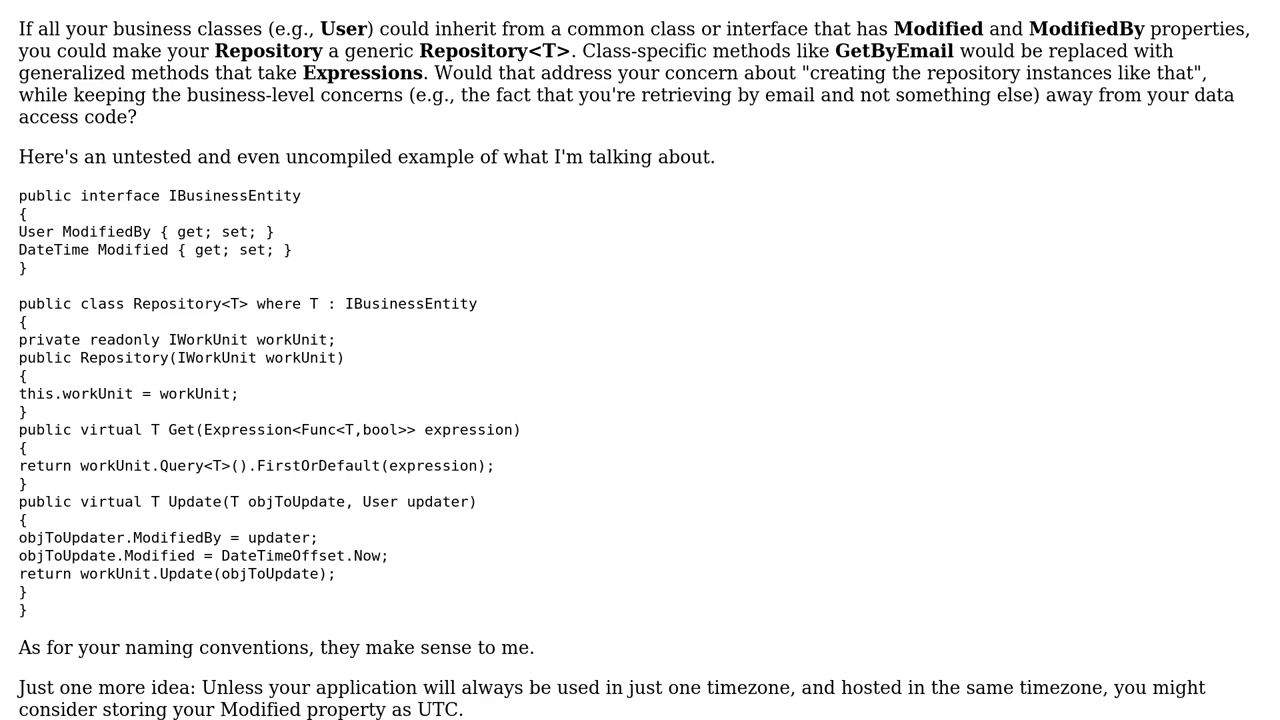 If all your business classes (e.g., User) could inherit from a common class or interface that has Modified and ModifiedBy properties,
you could make your Repository a generic Repository<T>. Class-specific methods like GetByEmail would be replaced with
generalized methods that take Expressions. Would that address your concern about "creating the repository instances like that",
while keeping the business-level concerns (e.g., the fact that you're retrieving by email and not something else) away from your data
access code?
Here's an untested and even uncompiled example of what I'm talking about.
public interface IBusinessEntity
{
User ModifiedBy { get; set; }
DateTime Modified { get; set; }
}
public class Repository<T> where T : IBusinessEntity
{
private readonly IWorkUnit workUnit;
public Repository(IWorkUnit workUnit)
{
this.workUnit = workUnit;
}
public virtual T Get(Expression<Func<T,bool>> expression)
{
return workUnit.Query<T>().FirstOrDefault(expression);
}
public virtual T Update(T objToUpdate, User updater)
{
objToUpdater.ModifiedBy = updater;
objToUpdate.Modified = DateTimeOffset.Now;
return workUnit.Update(objToUpdate);
}
}
As for your naming conventions, they make sense to me.
Just one more idea: Unless your application will always be used in just one timezone, and hosted in the same timezone, you might
consider storing your Modified property as UTC.